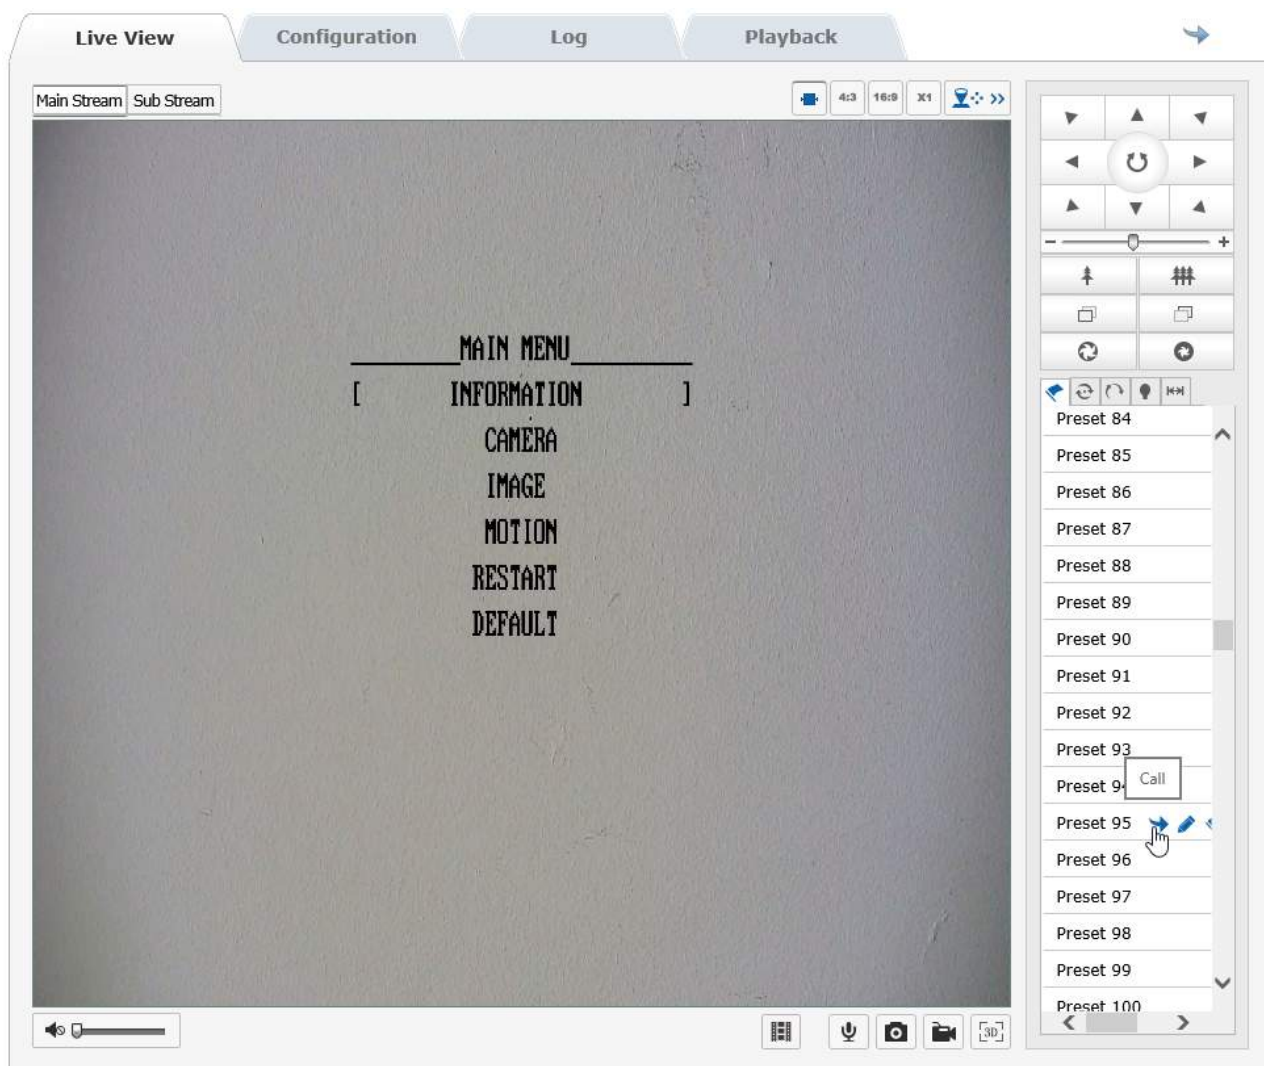 Live View
Configuration
Log
Playback
Main Stream
Sub Stream
4:3
16:9
X1
MAIN MENU
[ INFORMATION ]
CAMERA
IMAGE
MOTION
RESTART
DEFAULT
Preset 84
Preset 85
Preset 86
Preset 87
Preset 88
Preset 89
Preset 90
Preset 91
Preset 92
Preset 93
Call
Preset 94
Preset 95
Preset 96
Preset 97
Preset 98
Preset 99
Preset 100
3D